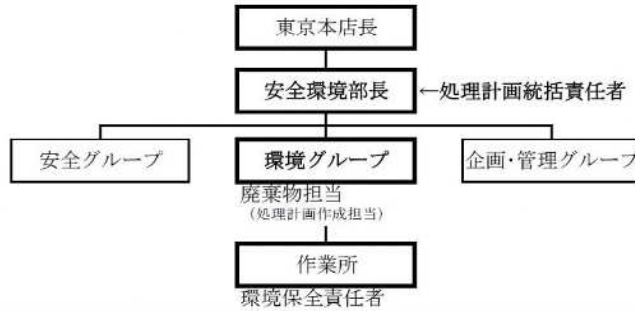 東京本店長
安全環境部長 ←処理計画統括責任者
安全グループ 環境グループ 企画・管理グループ
廃棄物担当
（処理計画作成担当）
作業所
環境保全責任者